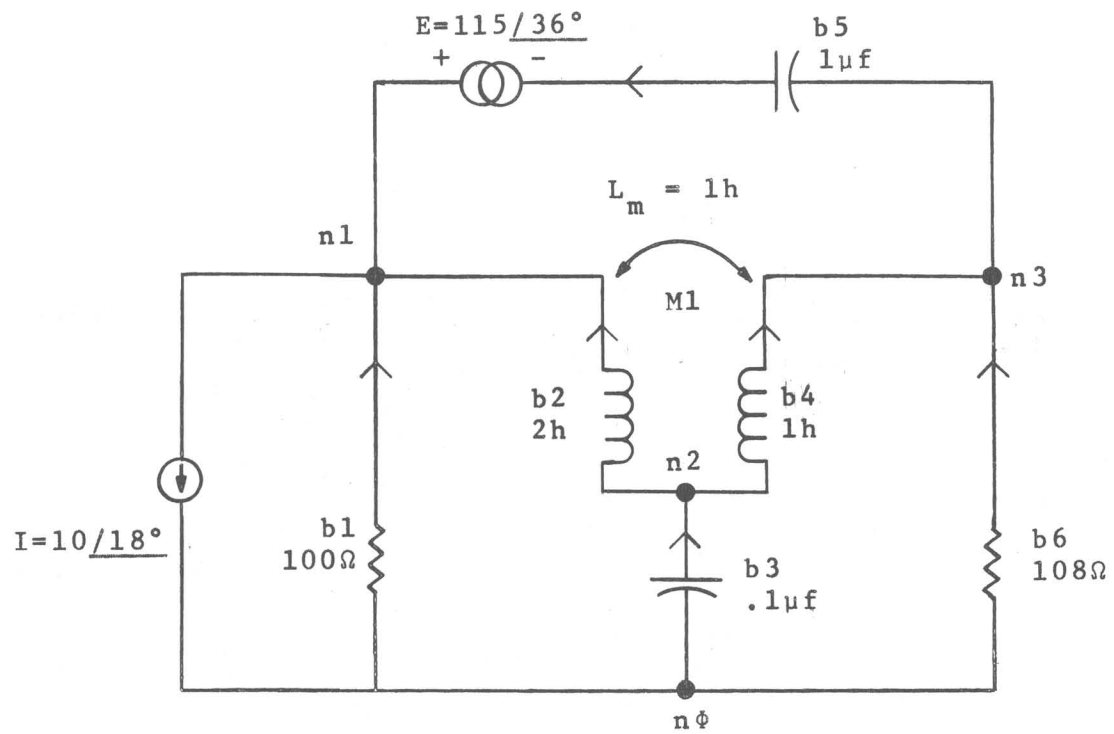 E=115/36°
+ -
b5
1μf
L_m = 1h
n1
M1
n3
b2
2h
b4
1h
n2
I=10/18°
b1
100Ω
b3
.1μf
b6
108Ω
nΦ